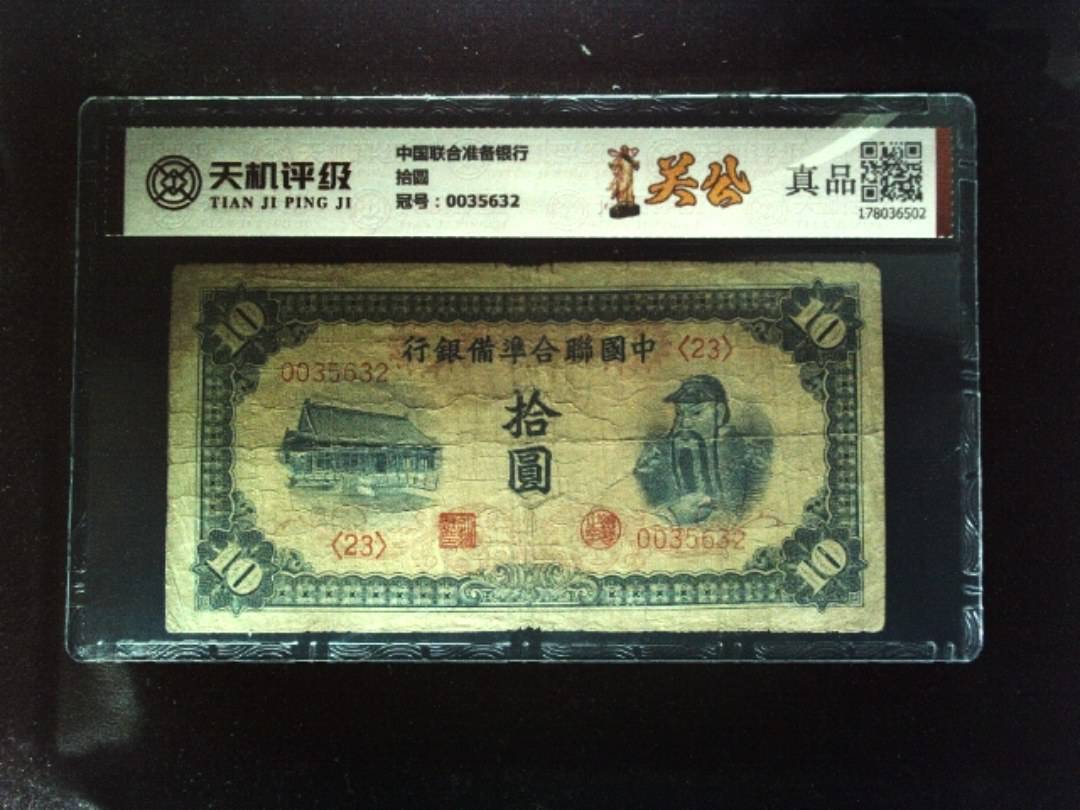 天机评级
TIAN JI PING JI
中国联合准备银行
拾圆
冠号：0035632
关公
真品
178036502
10
10
行銀備準合聯國中
〈23〉
0035632
拾
圓
〈23〉
0035632
10
10